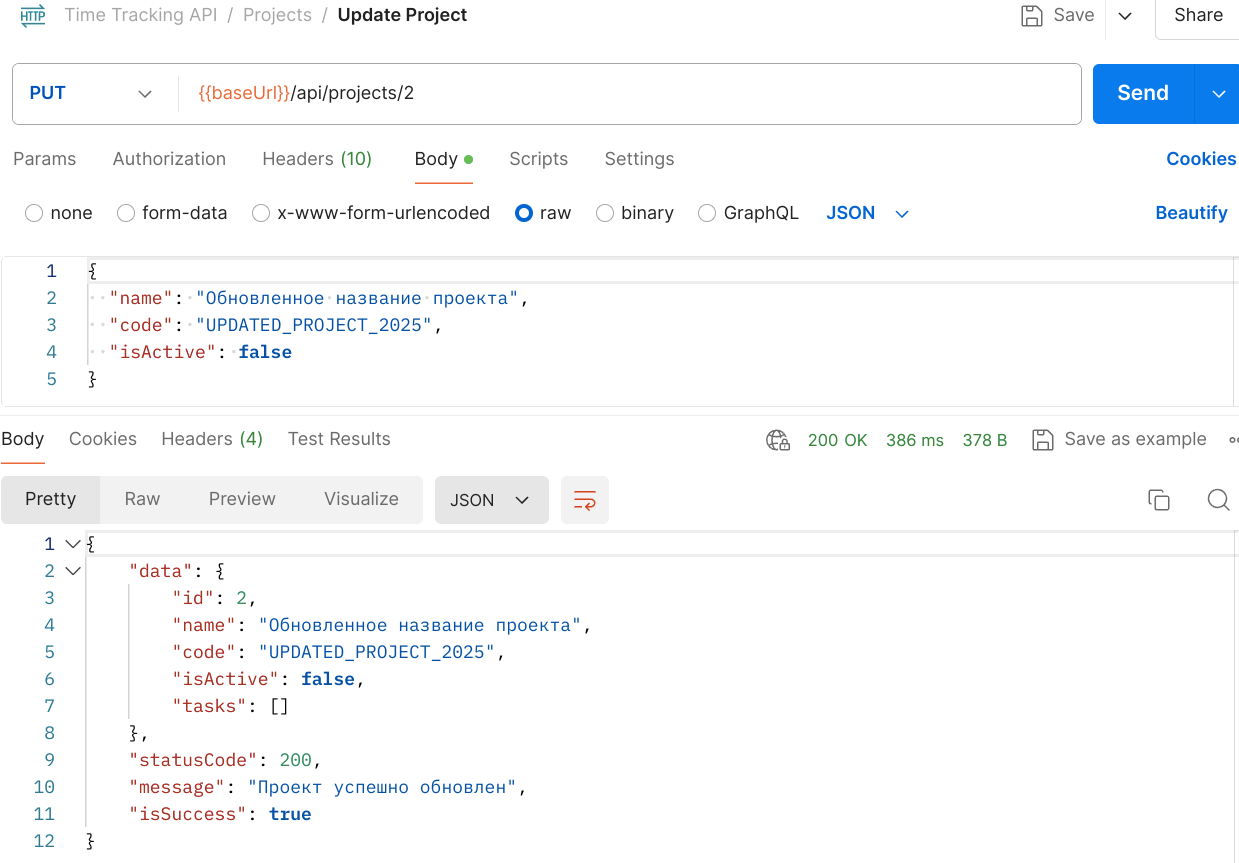 HTTP Time Tracking API / Projects / Update Project Save Share
PUT {{baseUrl}}/api/projects/2 Send
Params Authorization Headers (10) Body Scripts Settings Cookies
none form-data x-www-form-urlencoded raw binary GraphQL JSON Beautify
1 {
2 "name": "Обновленное название проекта",
3 "code": "UPDATED_PROJECT_2025",
4 "isActive": false
5 }
Body Cookies Headers (4) Test Results 200 OK 386 ms 378 B Save as example
Pretty Raw Preview Visualize JSON
1 {
2 "data": {
3 "id": 2,
4 "name": "Обновленное название проекта",
5 "code": "UPDATED_PROJECT_2025",
6 "isActive": false,
7 "tasks": []
8 },
9 "statusCode": 200,
10 "message": "Проект успешно обновлен",
11 "isSuccess": true
12 }